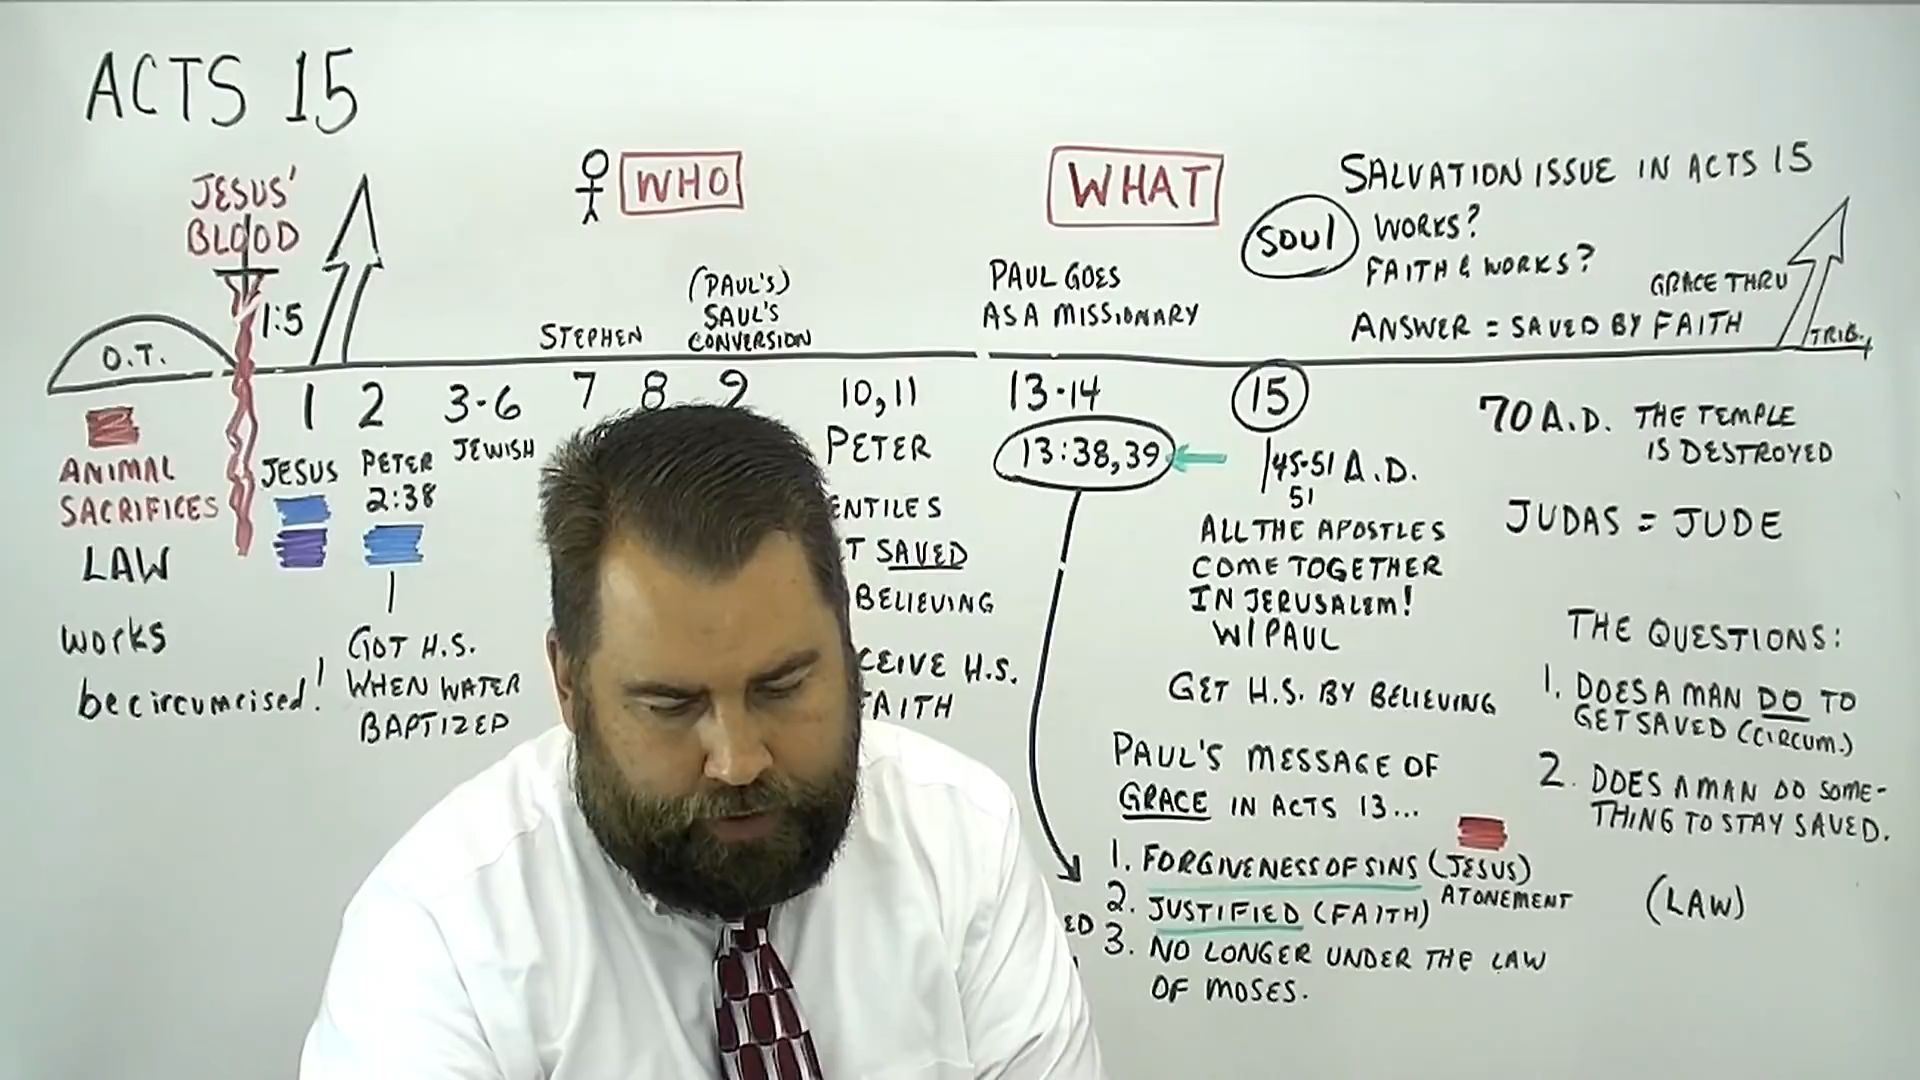 ACTS 15
JESUS'
BLOOD
1:5
O.T.
WHO
WHAT
SALVATION ISSUE IN ACTS 15
SOUL
WORKS?
FAITH & WORKS?
ANSWER = SAVED BY FAITH
GRACE THRU
TRIB.
STEPHEN
(PAUL'S)
SAUL'S
CONVERSION
PAUL GOES
AS A MISSIONARY
1 2 3-6 7 8 9 10,11 13-14 15
ANIMAL
SACRIFICES
LAW
works
be circumcised!
JESUS
PETER
2:38
GOT H.S.
WHEN WATER
BAPTIZED
JEWISH
PETER
ENTILES
T SAVED
BELIEVING
CEIVE H.S.
FAITH
13:38,39
45-51 A.D.
51
ALL THE APOSTLES
COME TOGETHER
IN JERUSALEM!
W/PAUL
GET H.S. BY BELIEVING
PAUL'S MESSAGE OF
GRACE IN ACTS 13...
1. FORGIVENESS OF SINS (JESUS)
ATONEMENT
2. JUSTIFIED (FAITH)
3. NO LONGER UNDER THE LAW
OF MOSES.
ED
70 A.D. THE TEMPLE
IS DESTROYED
JUDAS = JUDE
THE QUESTIONS:
1. DOES A MAN DO TO
GET SAVED (CIRCUM.)
2. DOES A MAN DO SOME-
THING TO STAY SAVED.
(LAW)